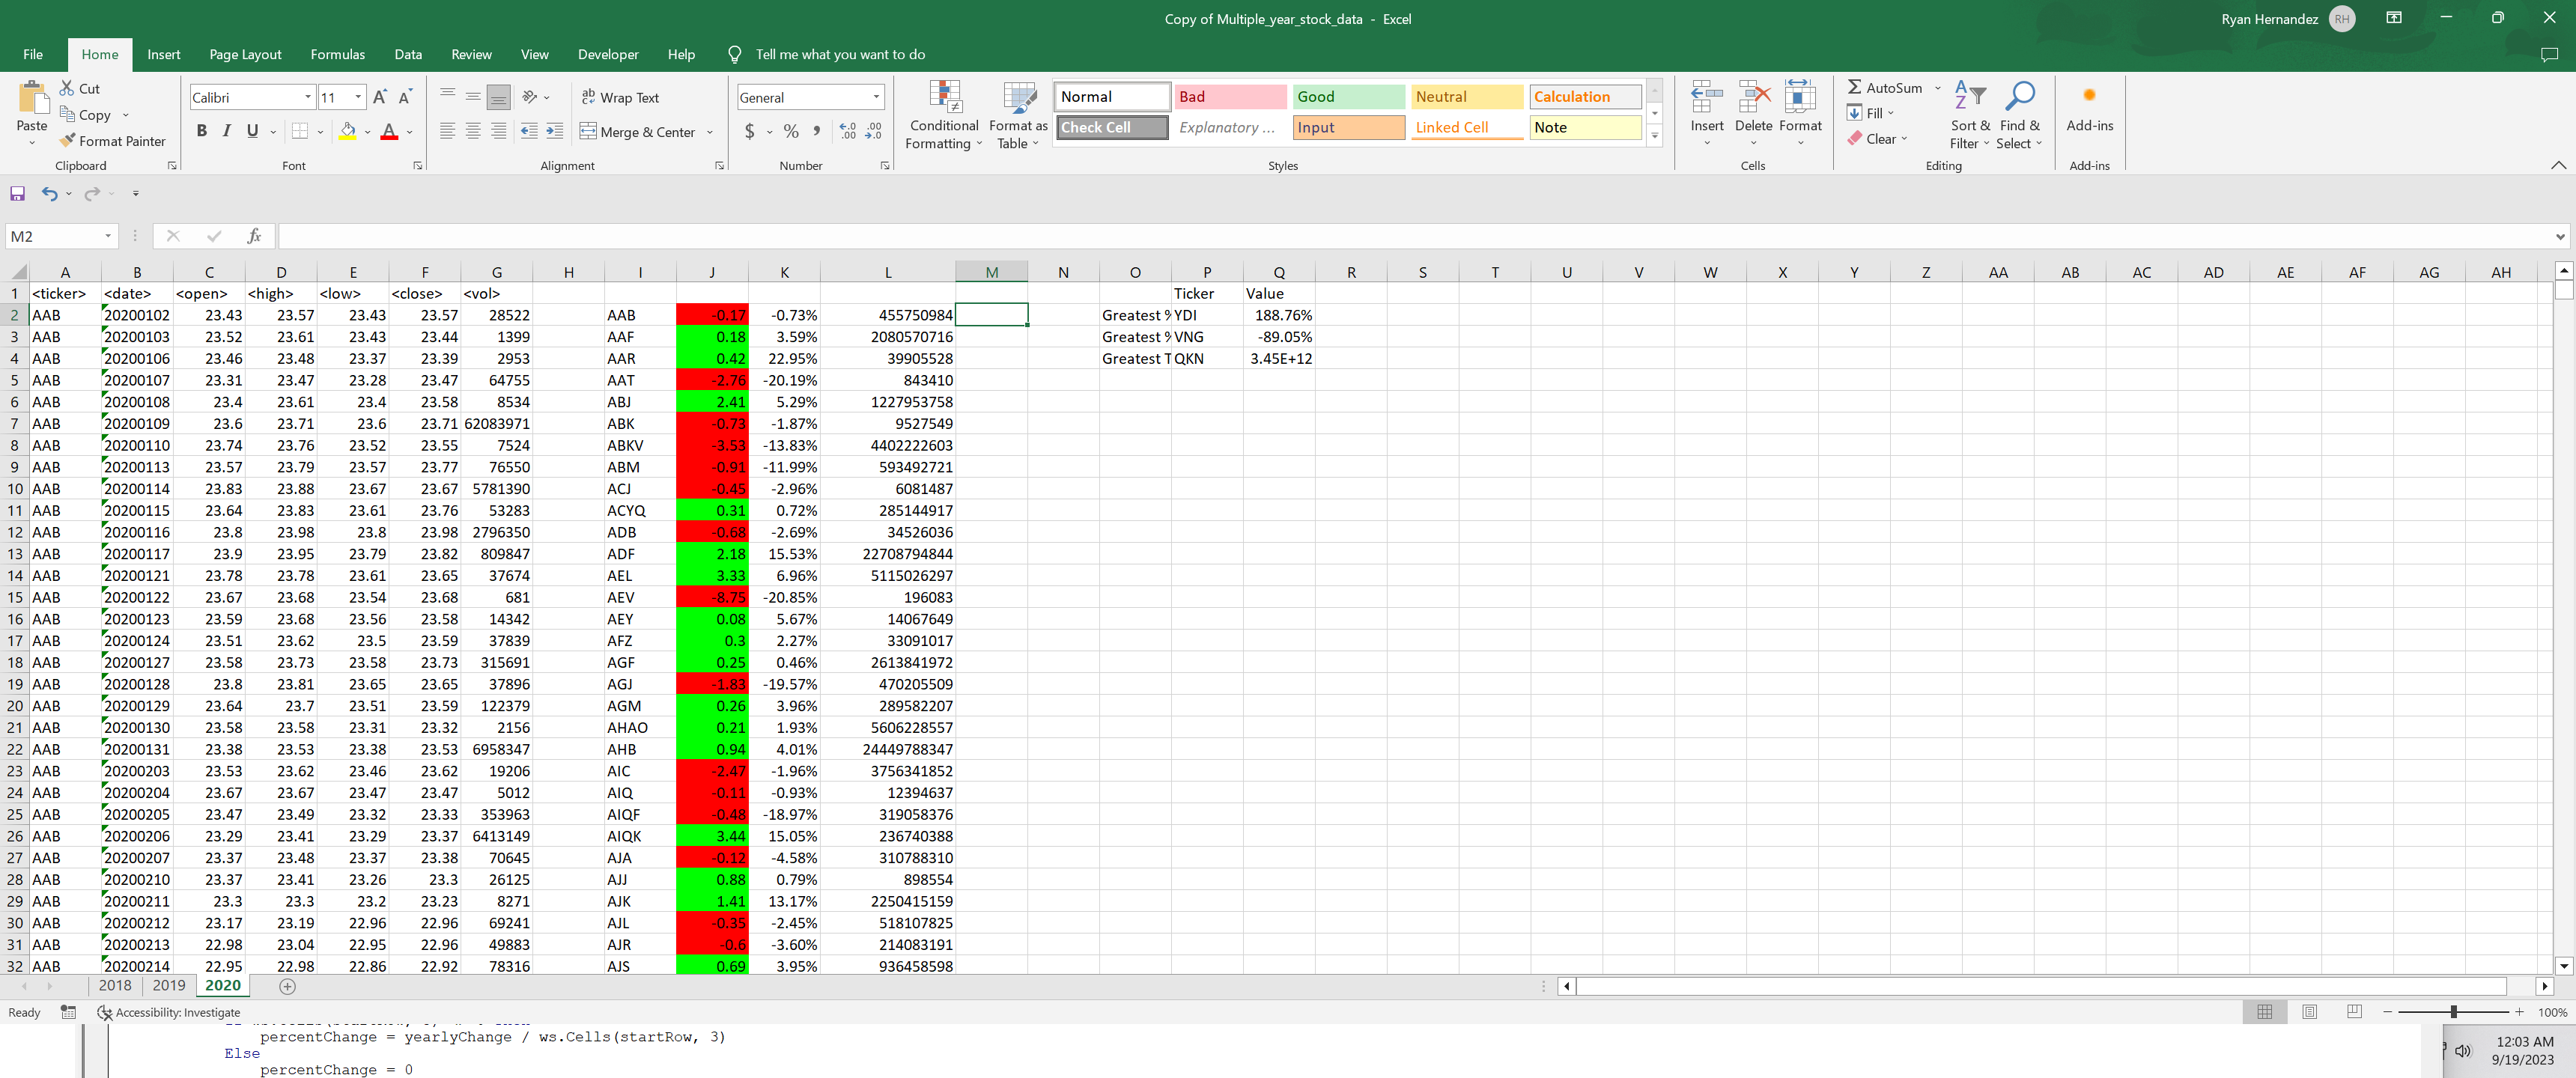 Copy of Multiple_year_stock_data - Excel
Ryan Hernandez RH
File Home Insert Page Layout Formulas Data Review View Developer Help Tell me what you want to do
Paste Cut Copy Format Painter
Clipboard
Calibri 11
B I U A
Font
Wrap Text
Merge & Center
Alignment
General
$ % ,
Number
Conditional Formatting
Format as Table
Normal Bad Good Neutral Calculation
Check Cell Explanatory ... Input Linked Cell Note
Styles
Insert Delete Format
Cells
AutoSum
Fill
Clear
Sort & Filter
Find & Select
Editing
Add-ins
Add-ins
M2 fx
A B C D E F G H I J K L M N O P Q R S T U V W X Y Z AA AB AC AD AE AF AG AH
1 <ticker> <date> <open> <high> <low> <close> <vol> Ticker Value
2 AAB 20200102 23.43 23.57 23.43 23.57 28522 AAB -0.17 -0.73% 455750984 Greatest % YDI 188.76%
3 AAB 20200103 23.52 23.61 23.43 23.44 1399 AAF 0.18 3.59% 2080570716 Greatest % VNG -89.05%
4 AAB 20200106 23.46 23.48 23.37 23.39 2953 AAR 0.42 22.95% 39905528 Greatest T QKN 3.45E+12
5 AAB 20200107 23.31 23.47 23.28 23.47 64755 AAT -2.76 -20.19% 843410
6 AAB 20200108 23.4 23.61 23.4 23.58 8534 ABJ 2.41 5.29% 1227953758
7 AAB 20200109 23.6 23.71 23.6 23.71 62083971 ABK -0.73 -1.87% 9527549
8 AAB 20200110 23.74 23.76 23.52 23.55 7524 ABKV -3.53 -13.83% 4402222603
9 AAB 20200113 23.57 23.79 23.57 23.77 76550 ABM -0.91 -11.99% 593492721
10 AAB 20200114 23.83 23.88 23.67 23.67 5781390 ACJ -0.45 -2.96% 6081487
11 AAB 20200115 23.64 23.83 23.61 23.76 53283 ACYQ 0.31 0.72% 285144917
12 AAB 20200116 23.8 23.98 23.8 23.98 2796350 ADB -0.68 -2.69% 34526036
13 AAB 20200117 23.9 23.95 23.79 23.82 809847 ADF 2.18 15.53% 22708794844
14 AAB 20200121 23.78 23.78 23.61 23.65 37674 AEL 3.33 6.96% 5115026297
15 AAB 20200122 23.67 23.68 23.54 23.68 681 AEV -8.75 -20.85% 196083
16 AAB 20200123 23.59 23.68 23.56 23.58 14342 AEY 0.08 5.67% 14067649
17 AAB 20200124 23.51 23.62 23.5 23.59 37839 AFZ 0.3 2.27% 33091017
18 AAB 20200127 23.58 23.73 23.58 23.73 315691 AGF 0.25 0.46% 2613841972
19 AAB 20200128 23.8 23.81 23.65 23.65 37896 AGJ -1.83 -19.57% 470205509
20 AAB 20200129 23.64 23.7 23.51 23.59 122379 AGM 0.26 3.96% 289582207
21 AAB 20200130 23.58 23.58 23.31 23.32 2156 AHAO 0.21 1.93% 5606228557
22 AAB 20200131 23.38 23.53 23.38 23.53 6958347 AHB 0.94 4.01% 24449788347
23 AAB 20200203 23.53 23.62 23.46 23.62 19206 AIC -2.47 -1.96% 3756341852
24 AAB 20200204 23.67 23.67 23.47 23.47 5012 AIQ -0.11 -0.93% 12394637
25 AAB 20200205 23.47 23.49 23.32 23.33 353963 AIQF -0.48 -18.97% 319058376
26 AAB 20200206 23.29 23.41 23.29 23.37 6413149 AIQK 3.44 15.05% 236740388
27 AAB 20200207 23.37 23.48 23.37 23.38 70645 AJA -0.12 -4.58% 310788310
28 AAB 20200210 23.37 23.41 23.26 23.3 26125 AJJ 0.88 0.79% 898554
29 AAB 20200211 23.3 23.3 23.2 23.23 8271 AJK 1.41 13.17% 2250415159
30 AAB 20200212 23.17 23.19 22.96 22.96 69241 AJL -0.35 -2.45% 518107825
31 AAB 20200213 22.98 23.04 22.95 22.96 49883 AJR -0.6 -3.60% 214083191
32 AAB 20200214 22.95 22.98 22.86 22.92 78316 AJS 0.69 3.95% 936458598
2018 2019 2020
Ready Accessibility: Investigate 100%
percentChange = yearlyChange / ws.Cells(startRow, 3)
Else
percentChange = 0
12:03 AM
9/19/2023